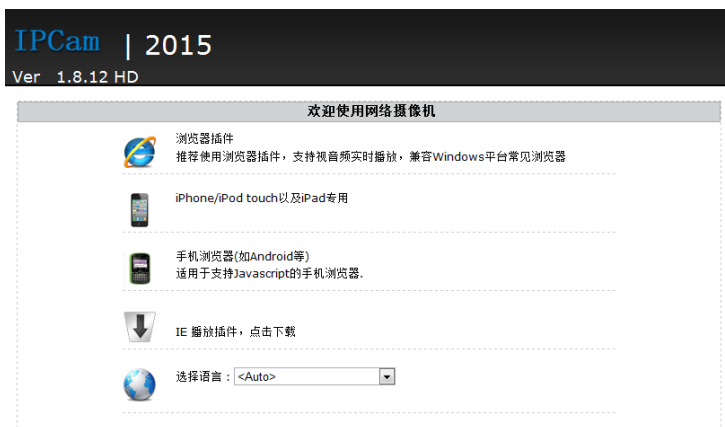 IPCam | 2015
Ver 1.8.12 HD
欢迎使用网络摄像机
浏览器插件
推荐使用浏览器插件，支持视音频实时播放，兼容Windows平台常见浏览器
iPhone/iPod touch以及iPad专用
手机浏览器(如Android等)
适用于支持Javascript的手机浏览器.
IE 播放插件，点击下载
选择语言：<Auto>